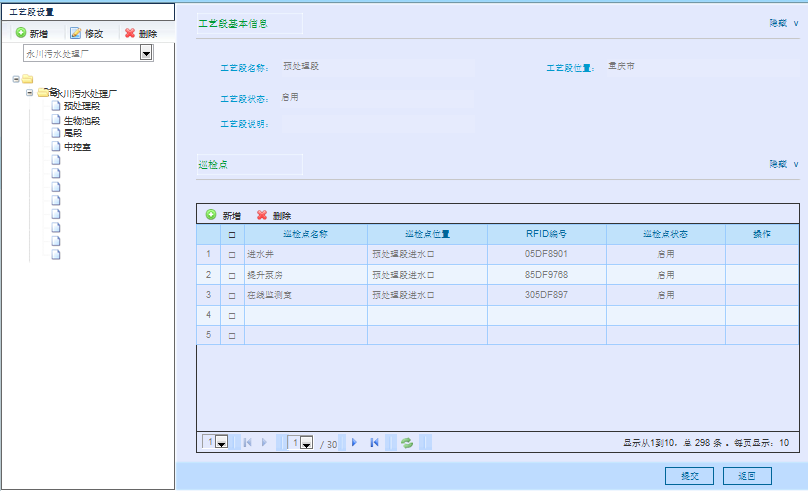 工艺段设置
新增 修改 删除
永川污水处理厂
永川污水处理厂
预处理段
生物池段
尾段
中控室
工艺段基本信息 隐藏 ∨
工艺段名称： 预处理段 工艺段位置： 重庆市
工艺段状态： 启用
工艺段说明：
巡检点 隐藏 ∨
新增 删除
□ 巡检点名称 巡检点位置 RFID编号 巡检点状态 操作
1 □ 进水井 预处理段进水口 05DF8901 启用
2 □ 提升泵房 预处理段进水口 85DF9768 启用
3 □ 在线监测室 预处理段进水口 305DF897 启用
4 □
5 □
1 1 / 30 显示从1到10，总 298 条 。每页显示：10
提交 返回